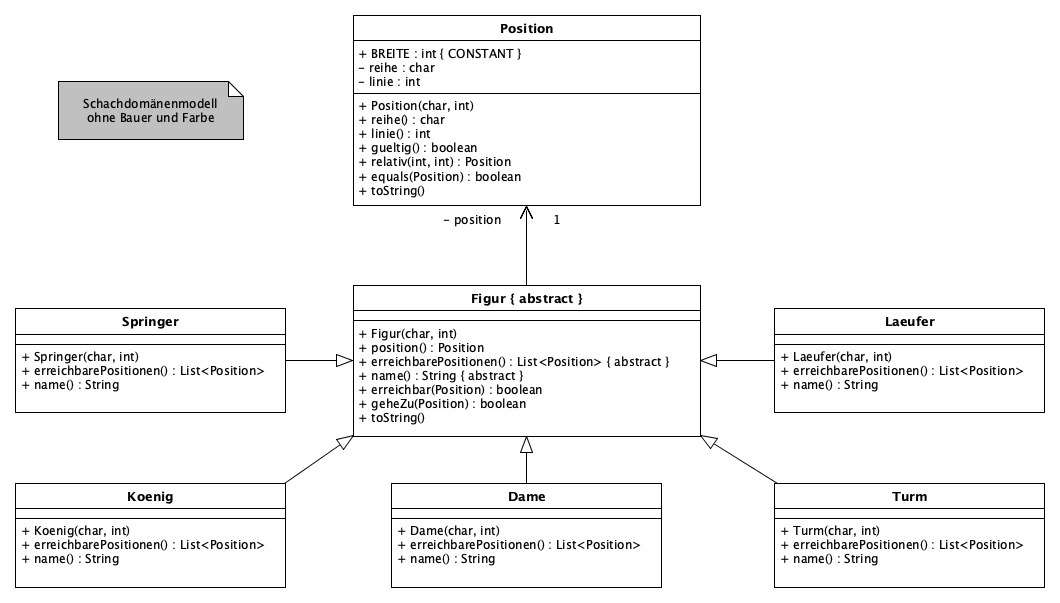 Position
+ BREITE : int { CONSTANT }
− reihe : char
− linie : int
+ Position(char, int)
+ reihe() : char
+ linie() : int
+ gueltig() : boolean
+ relativ(int, int) : Position
+ equals(Position) : boolean
+ toString()
Schachdomänenmodell
ohne Bauer und Farbe
− position 1
Figur { abstract }
+ Figur(char, int)
+ position() : Position
+ erreichbarePositionen() : List<Position> { abstract }
+ name() : String { abstract }
+ erreichbar(Position) : boolean
+ geheZu(Position) : boolean
+ toString()
Springer
+ Springer(char, int)
+ erreichbarePositionen() : List<Position>
+ name() : String
Laeufer
+ Laeufer(char, int)
+ erreichbarePositionen() : List<Position>
+ name() : String
Koenig
+ Koenig(char, int)
+ erreichbarePositionen() : List<Position>
+ name() : String
Dame
+ Dame(char, int)
+ erreichbarePositionen() : List<Position>
+ name() : String
Turm
+ Turm(char, int)
+ erreichbarePositionen() : List<Position>
+ name() : String